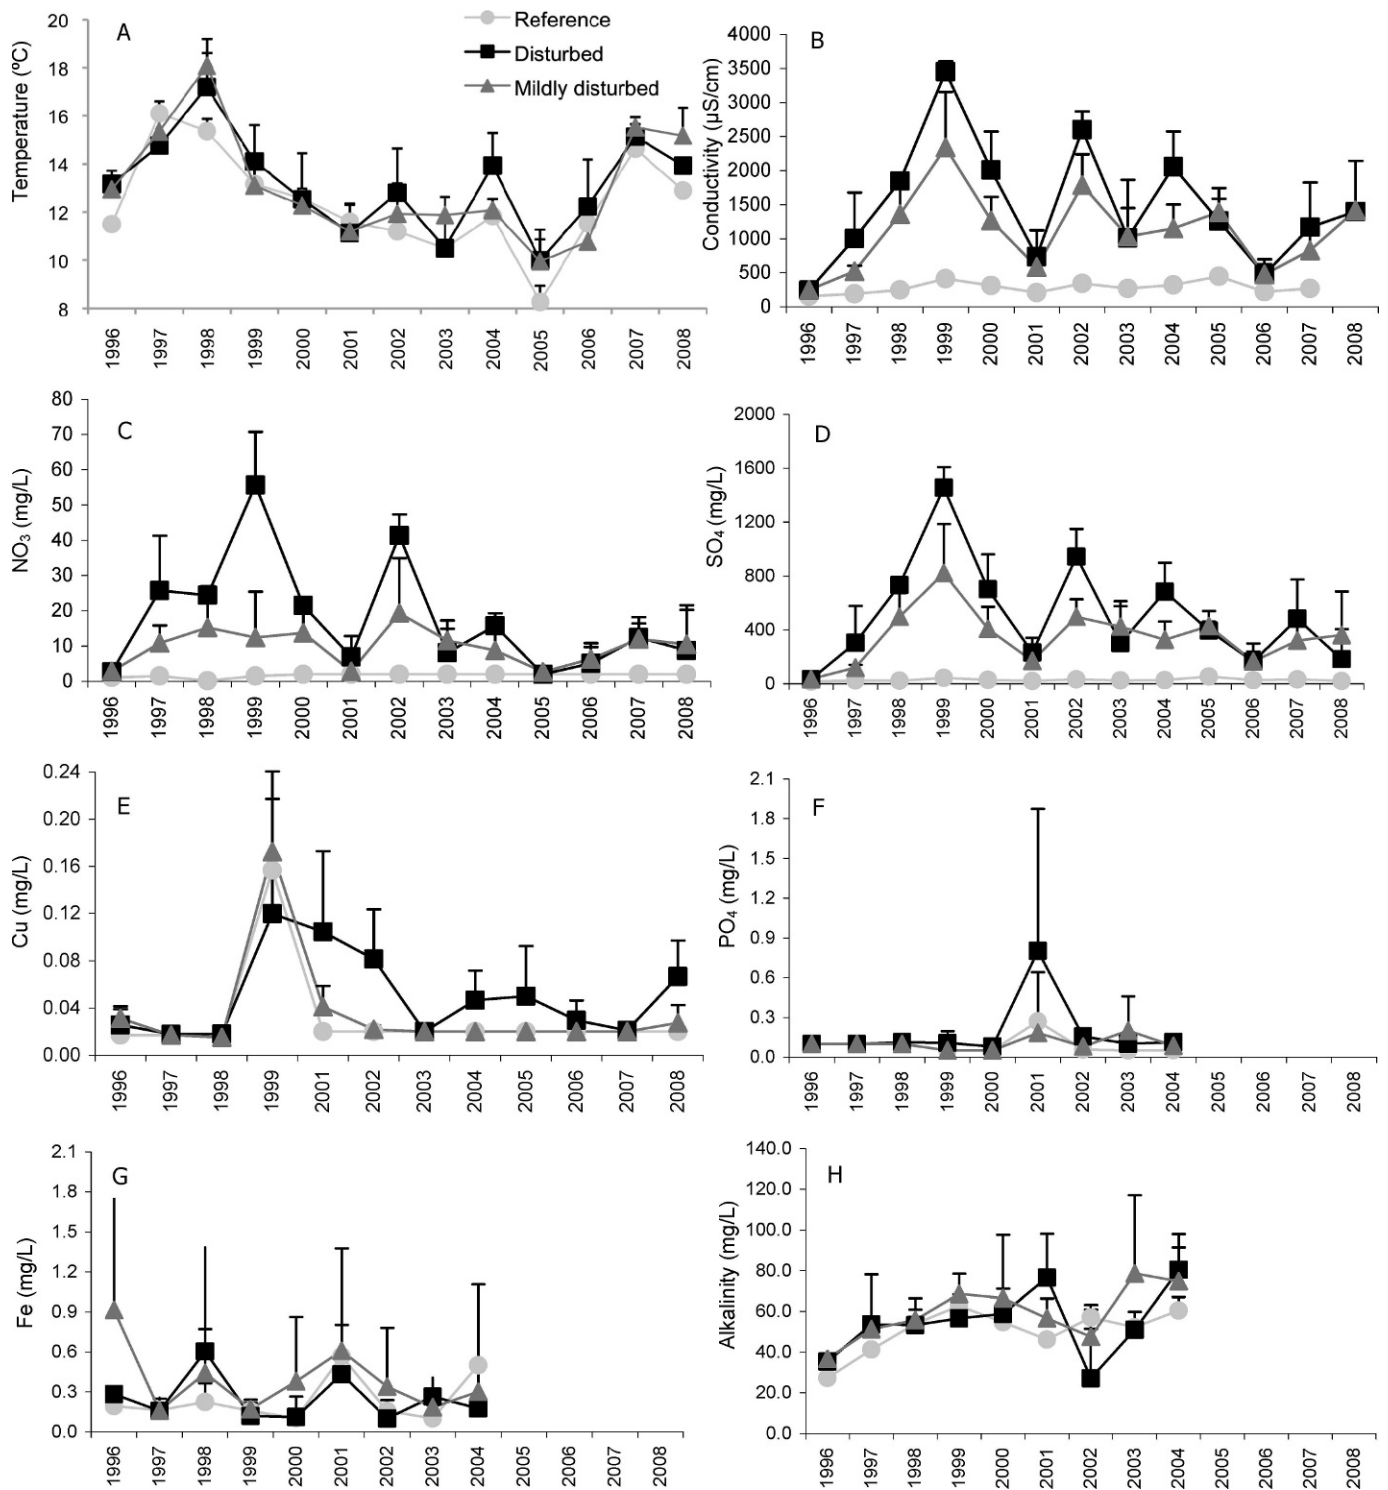 A
Reference
Disturbed
Mildly disturbed
Temperature (ºC)
20
18
16
14
12
10
8
1996 1997 1998 1999 2000 2001 2002 2003 2004 2005 2006 2007 2008
B
Conductivity (µS/cm)
4000
3500
3000
2500
2000
1500
1000
500
0
1996 1997 1998 1999 2000 2001 2002 2003 2004 2005 2006 2007 2008
C
NO₃ (mg/L)
80
70
60
50
40
30
20
10
0
1996 1997 1998 1999 2000 2001 2002 2003 2004 2005 2006 2007 2008
D
SO₄ (mg/L)
2000
1600
1200
800
400
0
1996 1997 1998 1999 2000 2001 2002 2003 2004 2005 2006 2007 2008
E
Cu (mg/L)
0.24
0.20
0.16
0.12
0.08
0.04
0.00
1996 1997 1998 1999 2001 2002 2003 2004 2005 2006 2007 2008
F
PO₄ (mg/L)
2.1
1.8
1.5
1.2
0.9
0.6
0.3
0.0
1996 1997 1998 1999 2000 2001 2002 2003 2004 2005 2006 2007 2008
G
Fe (mg/L)
2.1
1.8
1.5
1.2
0.9
0.6
0.3
0.0
1996 1997 1998 1999 2000 2001 2002 2003 2004 2005 2006 2007 2008
H
Alkalinity (mg/L)
140.0
120.0
100.0
80.0
60.0
40.0
20.0
0.0
1996 1997 1998 1999 2000 2001 2002 2003 2004 2005 2006 2007 2008